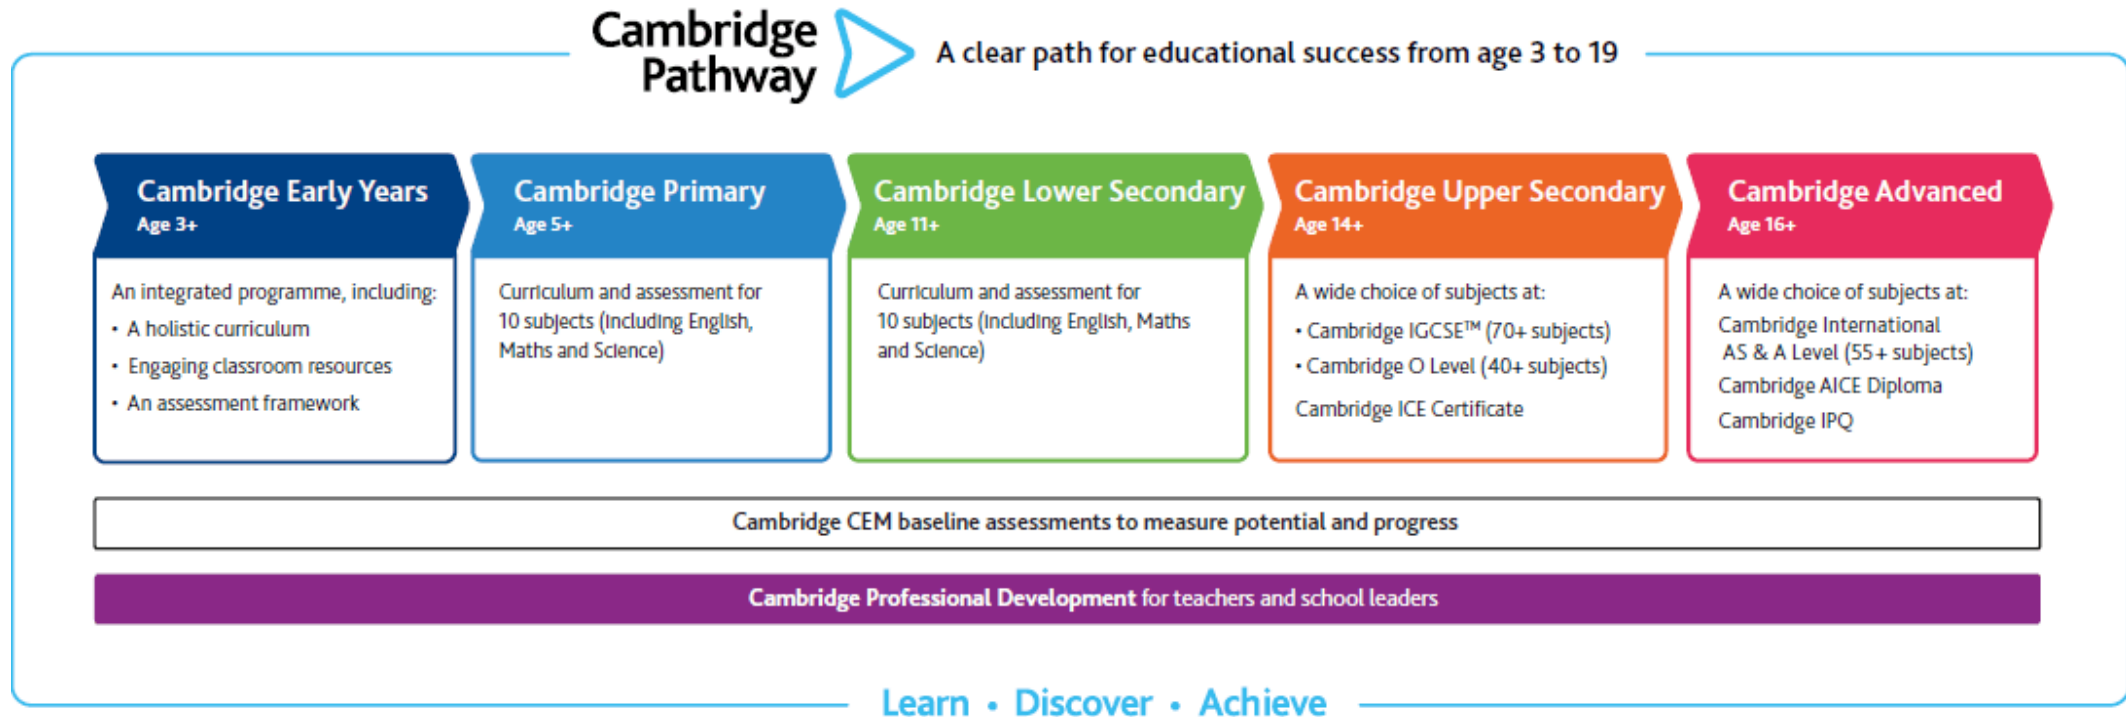 Cambridge
Pathway
A clear path for educational success from age 3 to 19
Cambridge Early Years
Age 3+
An integrated programme, including:
• A holistic curriculum
• Engaging classroom resources
• An assessment framework
Cambridge Primary
Age 5+
Curriculum and assessment for
10 subjects (including English,
Maths and Science)
Cambridge Lower Secondary
Age 11+
Curriculum and assessment for
10 subjects (including English, Maths
and Science)
Cambridge Upper Secondary
Age 14+
A wide choice of subjects at:
• Cambridge IGCSE™ (70+ subjects)
• Cambridge O Level (40+ subjects)
Cambridge ICE Certificate
Cambridge Advanced
Age 16+
A wide choice of subjects at:
Cambridge International
AS & A Level (55+ subjects)
Cambridge AICE Diploma
Cambridge IPQ
Cambridge CEM baseline assessments to measure potential and progress
Cambridge Professional Development for teachers and school leaders
Learn • Discover • Achieve